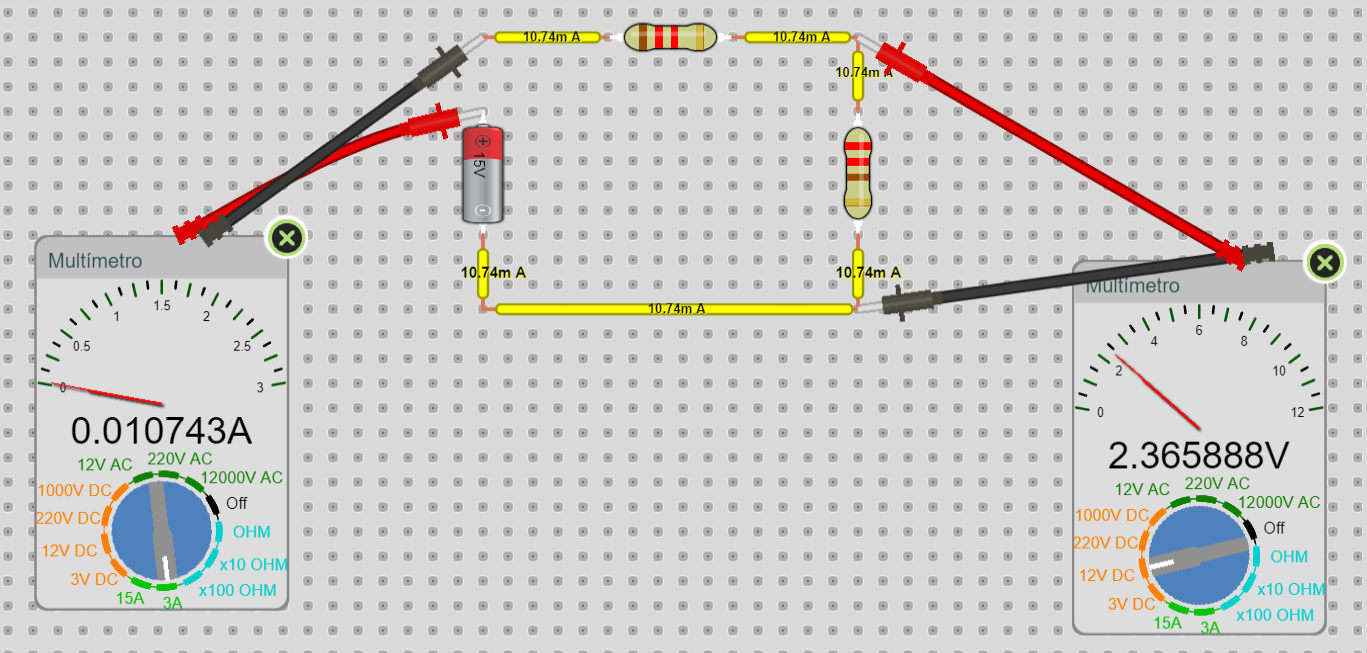 10.74m A
10.74m A
10.74m A
15V
10.74m A
10.74m A
10.74m A
Multímetro
0
0.5
1
1.5
2
2.5
3
0.010743A
12V AC
220V AC
12000V AC
1000V DC
Off
220V DC
OHM
12V DC
x10 OHM
3V DC
x100 OHM
15A
3A
Multímetro
0
2
4
6
8
10
12
2.365888V
12V AC
220V AC
12000V AC
1000V DC
Off
220V DC
OHM
12V DC
x10 OHM
3V DC
x100 OHM
15A
3A